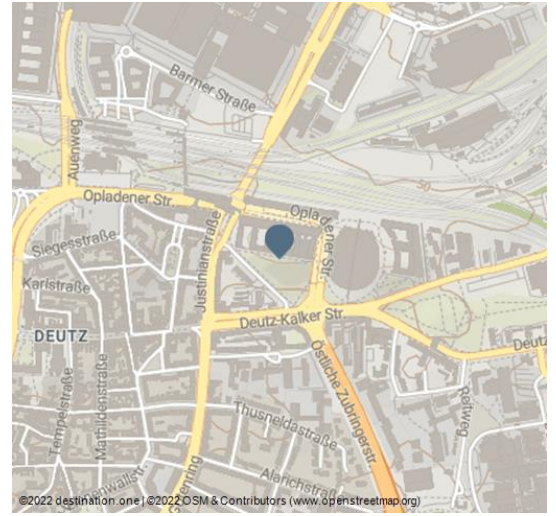 Barmer Straße
Auenweg
Opladener Str.
Opladener Str.
Siegesstraße
Justinianstraße
Karlstraße
DEUTZ
Deutz-Kalker Str.
Deutz
Tempelstraße
Mathildenstraße
Östliche Zubringerstr.
Reitweg
Thusneldastraße
Alarichstraße
©2022 destination.one | ©2022 OSM & Contributors (www.openstreetmap.org)